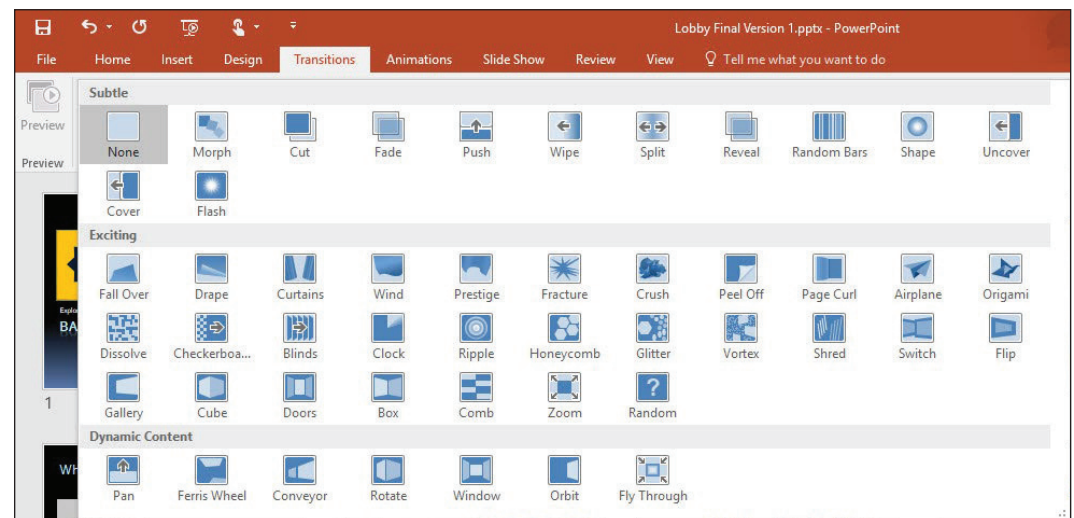 Lobby Final Version 1.pptx - PowerPoint
File Home Insert Design Transitions Animations Slide Show Review View Tell me what you want to do
Subtle
Preview
None Morph Cut Fade Push Wipe Split Reveal Random Bars Shape Uncover
Preview
Cover Flash
Exciting
Fall Over Drape Curtains Wind Prestige Fracture Crush Peel Off Page Curl Airplane Origami
BA
Dissolve Checkerboa... Blinds Clock Ripple Honeycomb Glitter Vortex Shred Switch Flip
1
Gallery Cube Doors Box Comb Zoom ? Random
Dynamic Content
WH
Pan Ferris Wheel Conveyor Rotate Window Orbit Fly Through